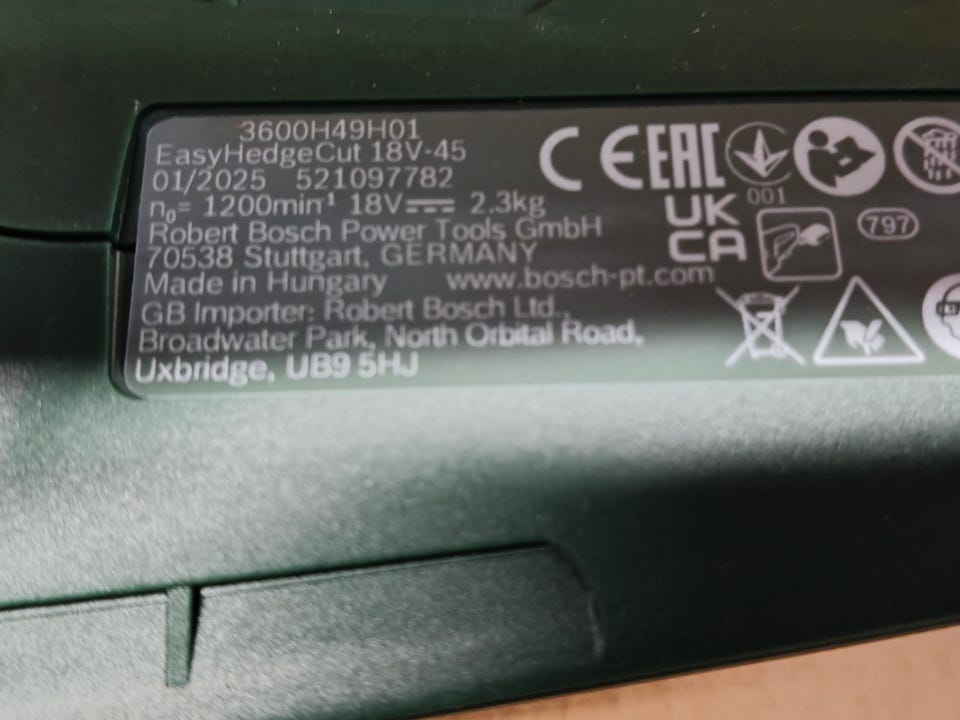 3600H49H01
EasyHedgeCut 18V-45
01/2025 521097782
n₀= 1200min⁻¹ 18V⎓ 2.3kg
Robert Bosch Power Tools GmbH
70538 Stuttgart, GERMANY
Made in Hungary www.bosch-pt.com
GB Importer: Robert Bosch Ltd.,
Broadwater Park, North Orbital Road,
Uxbridge, UB9 5HJ
CE EAC
001
UK
CA
797